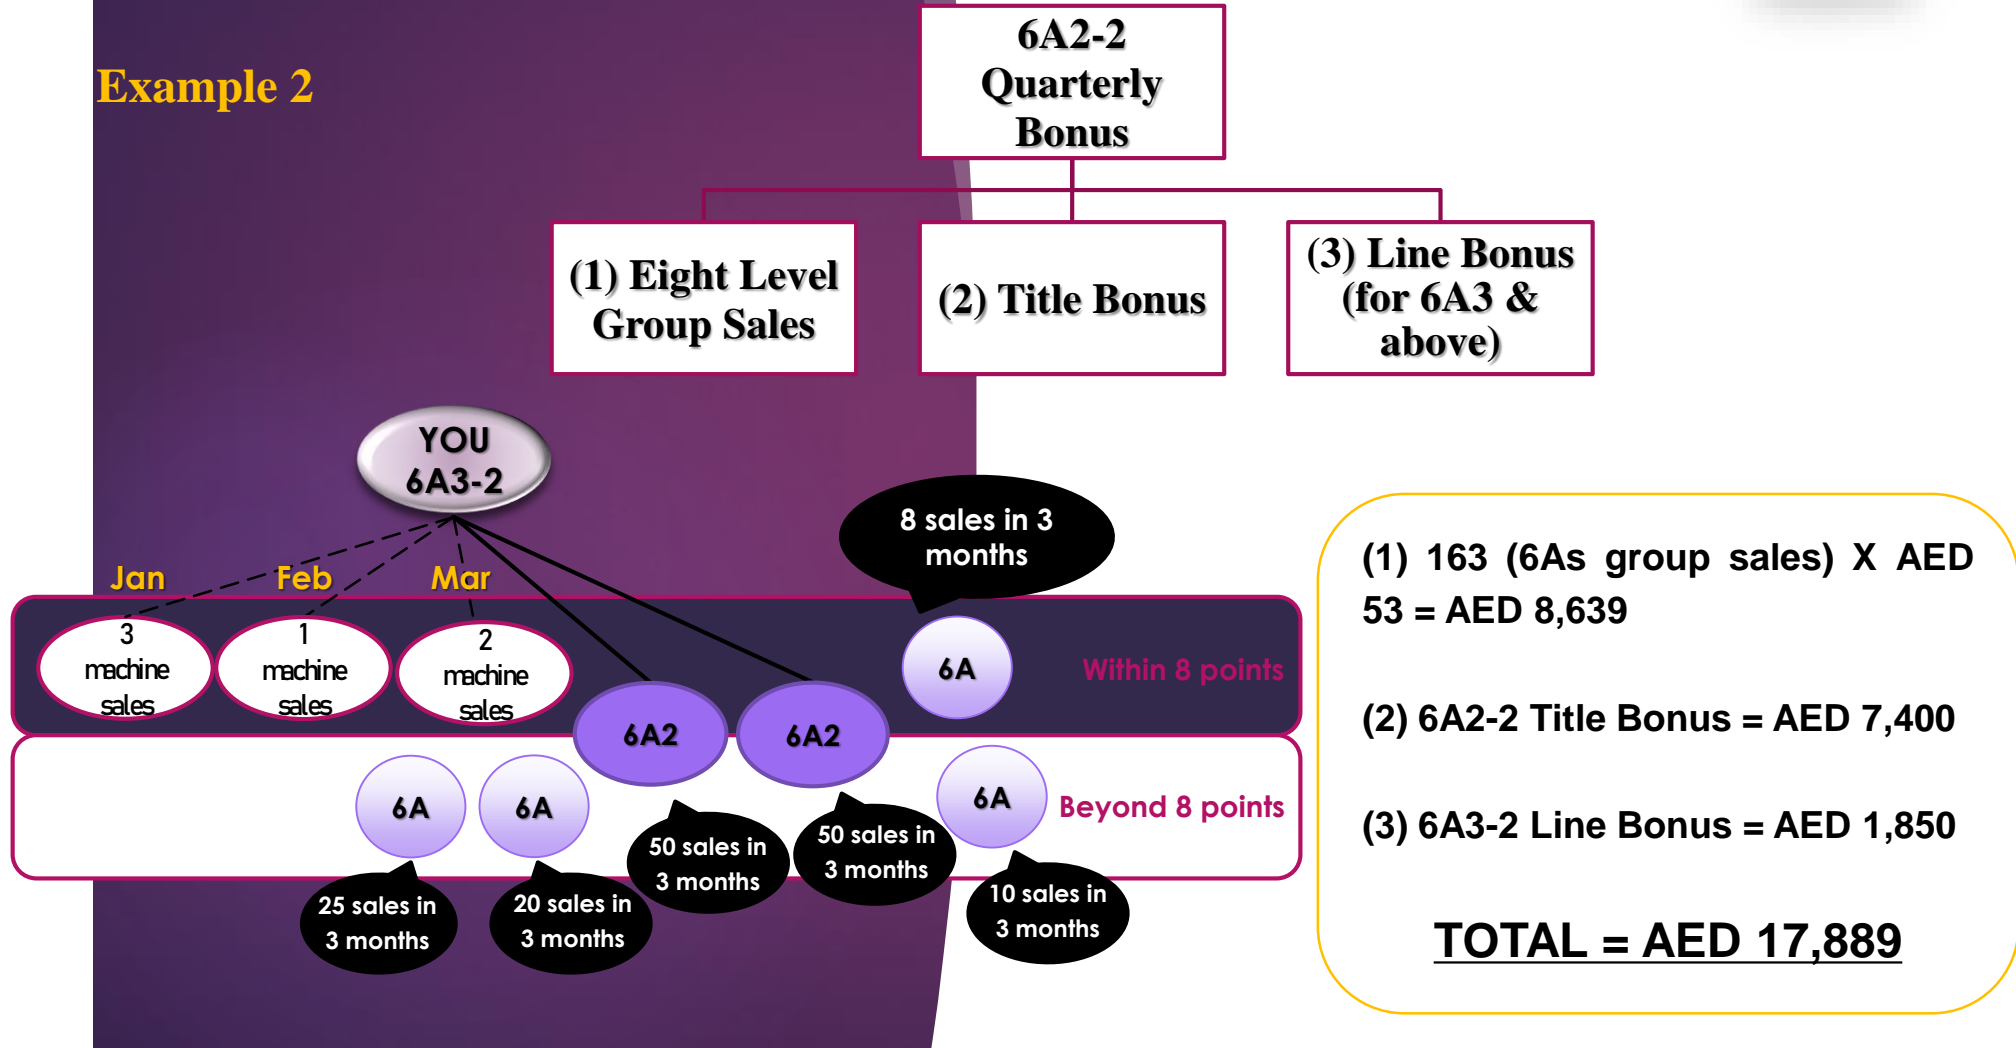 Example 2
6A2-2
Quarterly
Bonus
(1) Eight Level
Group Sales
(2) Title Bonus
(3) Line Bonus
(for 6A3 &
above)
YOU
6A3-2
Jan
Feb
Mar
3
machine
sales
1
machine
sales
2
machine
sales
6A2
6A2
8 sales in 3
months
6A
Within 8 points
6A
6A
6A
Beyond 8 points
25 sales in
3 months
20 sales in
3 months
50 sales in
3 months
50 sales in
3 months
10 sales in
3 months
(1) 163 (6As group sales) X AED
53 = AED 8,639
(2) 6A2-2 Title Bonus = AED 7,400
(3) 6A3-2 Line Bonus = AED 1,850
TOTAL = AED 17,889